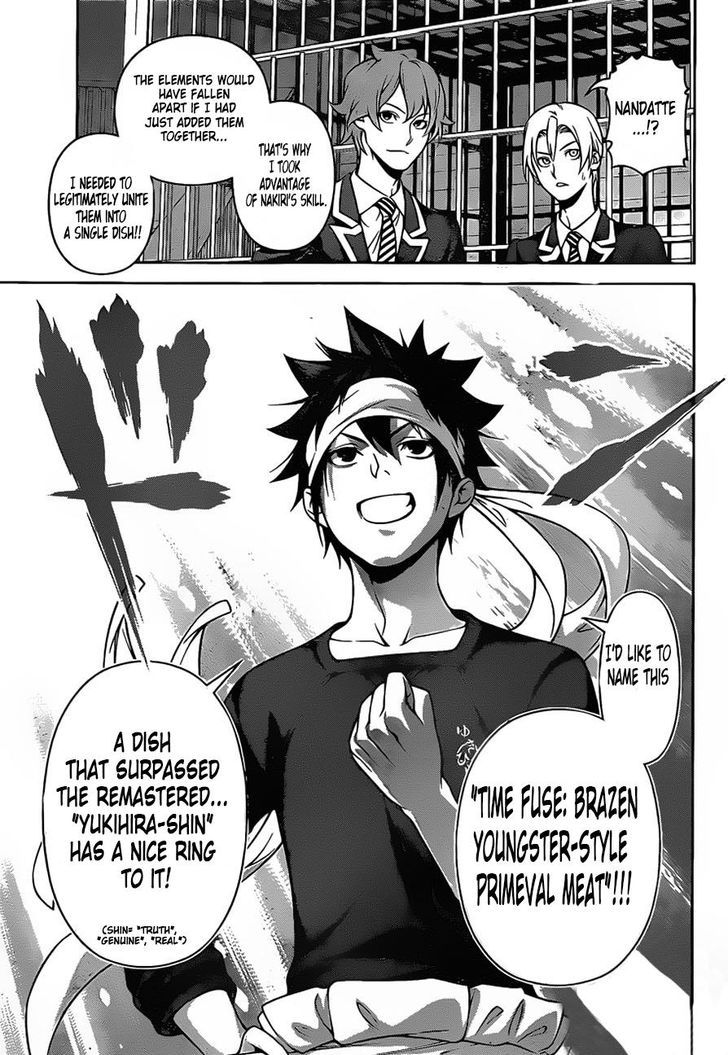 NANDATTE
...!?
THAT'S WHY
I TOOK
ADVANTAGE
OF NAKIRI'S SKILL.
THE ELEMENTS WOULD
HAVE FALLEN
APART IF I HAD
JUST ADDED THEM
TOGETHER...
I NEEDED TO
LEGITIMATELY UNITE
THEM INTO
A SINGLE DISH!!
I'D LIKE TO
NAME THIS
"TIME FUSE: BRAZEN
YOUNGSTER-STYLE
PRIMEVAL MEAT"!!!
A DISH
THAT SURPASSED
THE REMASTERED...
"YUKIHIRA-SHIN"
HAS A NICE RING
TO IT!
(SHIN= "TRUTH",
"GENUINE", "REAL")